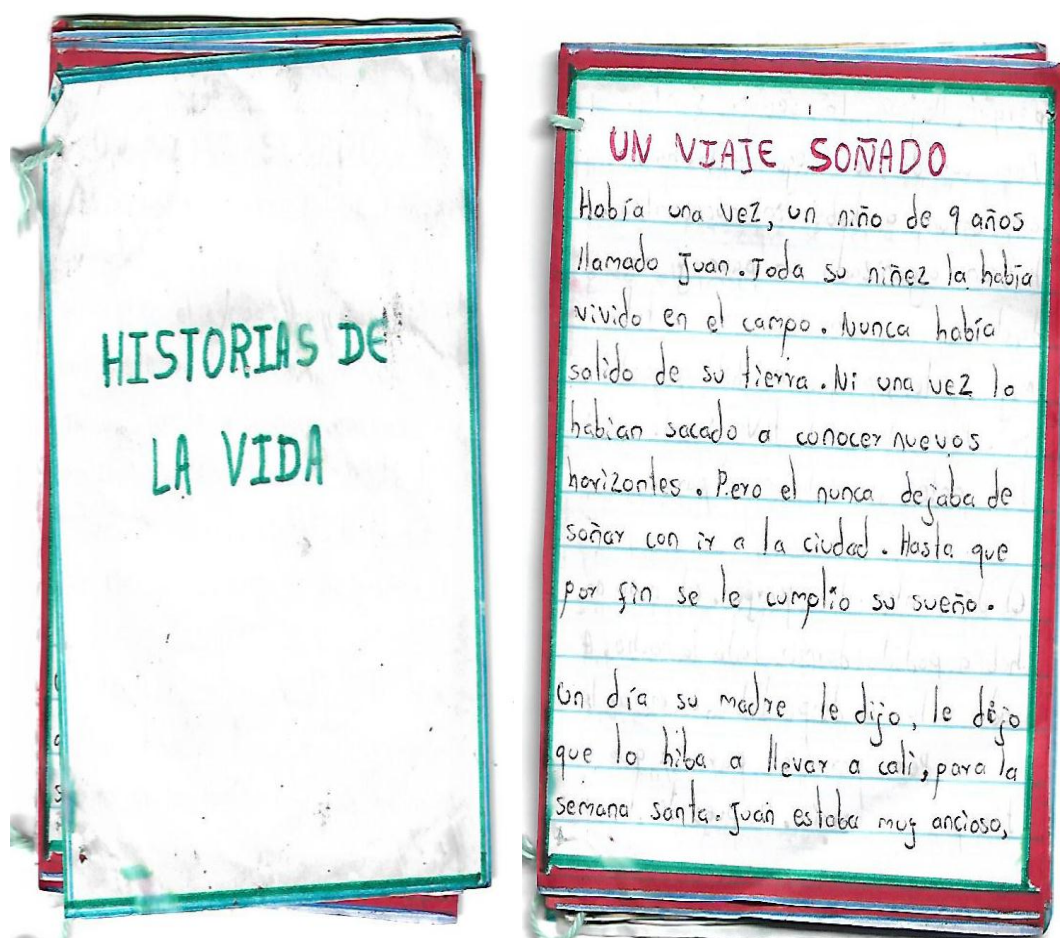 HISTORIAS DE
LA VIDA
UN VIAJE SOÑADO
Había una vez, un niño de 9 años
llamado Juan. Toda su niñez la había
vivido en el campo. Nunca había
salido de su tierra. Ni una vez lo
habian sacado a conocer nuevos
horizontes. Pero el nunca dejaba de
soñar con ir a la ciudad. Hasta que
por fin se le cumplio su sueño.
Un día su madre le dijo, le dijo
que lo hiba a llevar a cali, para la
semana santa. Juan estaba muy ancioso,